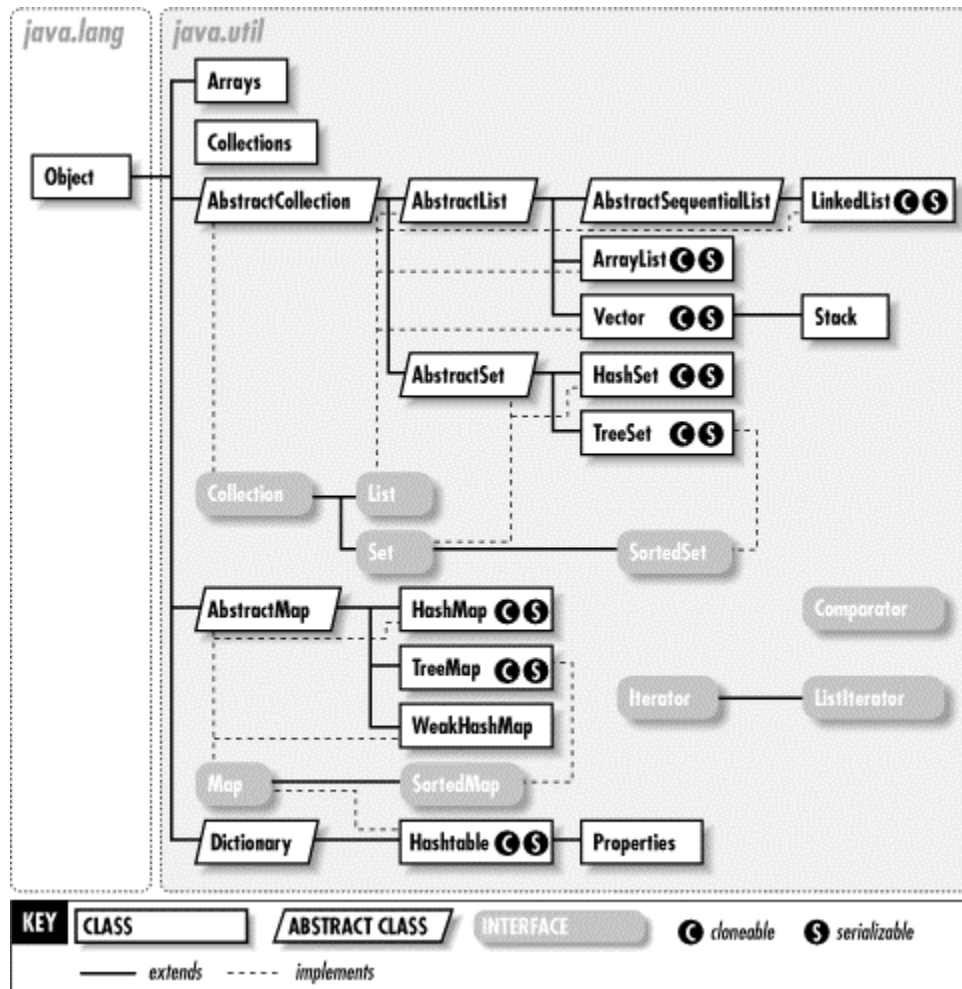 java.lang
java.util
Arrays
Collections
Object
AbstractCollection
AbstractList
AbstractSequentialList
LinkedList C S
ArrayList C S
Vector C S
Stack
AbstractSet
HashSet C S
TreeSet C S
Collection
List
Set
SortedSet
AbstractMap
HashMap C S
Comparator
TreeMap C S
Iterator
ListIterator
WeakHashMap
Map
SortedMap
Dictionary
Hashtable C S
Properties
KEY
CLASS
ABSTRACT CLASS
INTERFACE
C cloneable
S serializable
extends
implements